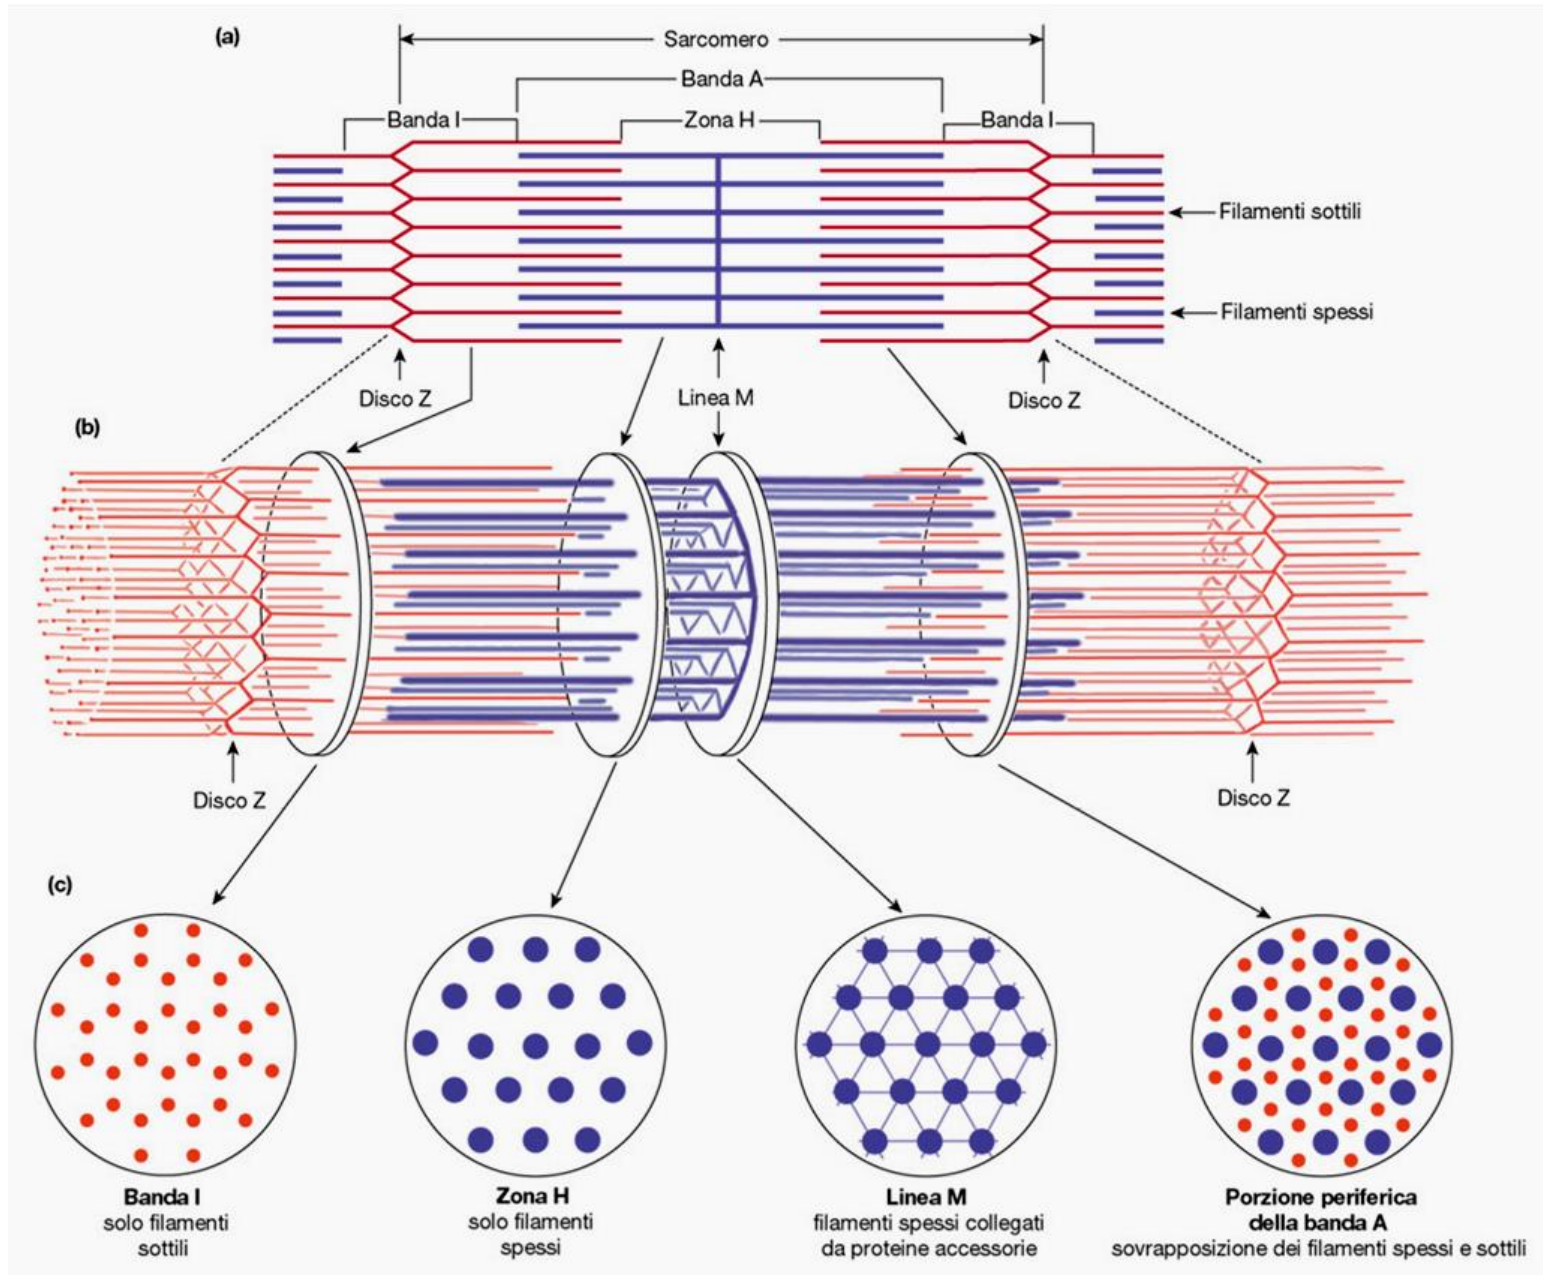 (a)
Sarcomero
Banda A
Banda I
Zona H
Banda I
Filamenti sottili
Filamenti spessi
Disco Z
Linea M
Disco Z
(b)
Disco Z
Disco Z
(c)
Banda I
solo filamenti
sottili
Zona H
solo filamenti
spessi
Linea M
filamenti spessi collegati
da proteine accessorie
Porzione periferica
della banda A
sovrapposizione dei filamenti spessi e sottili